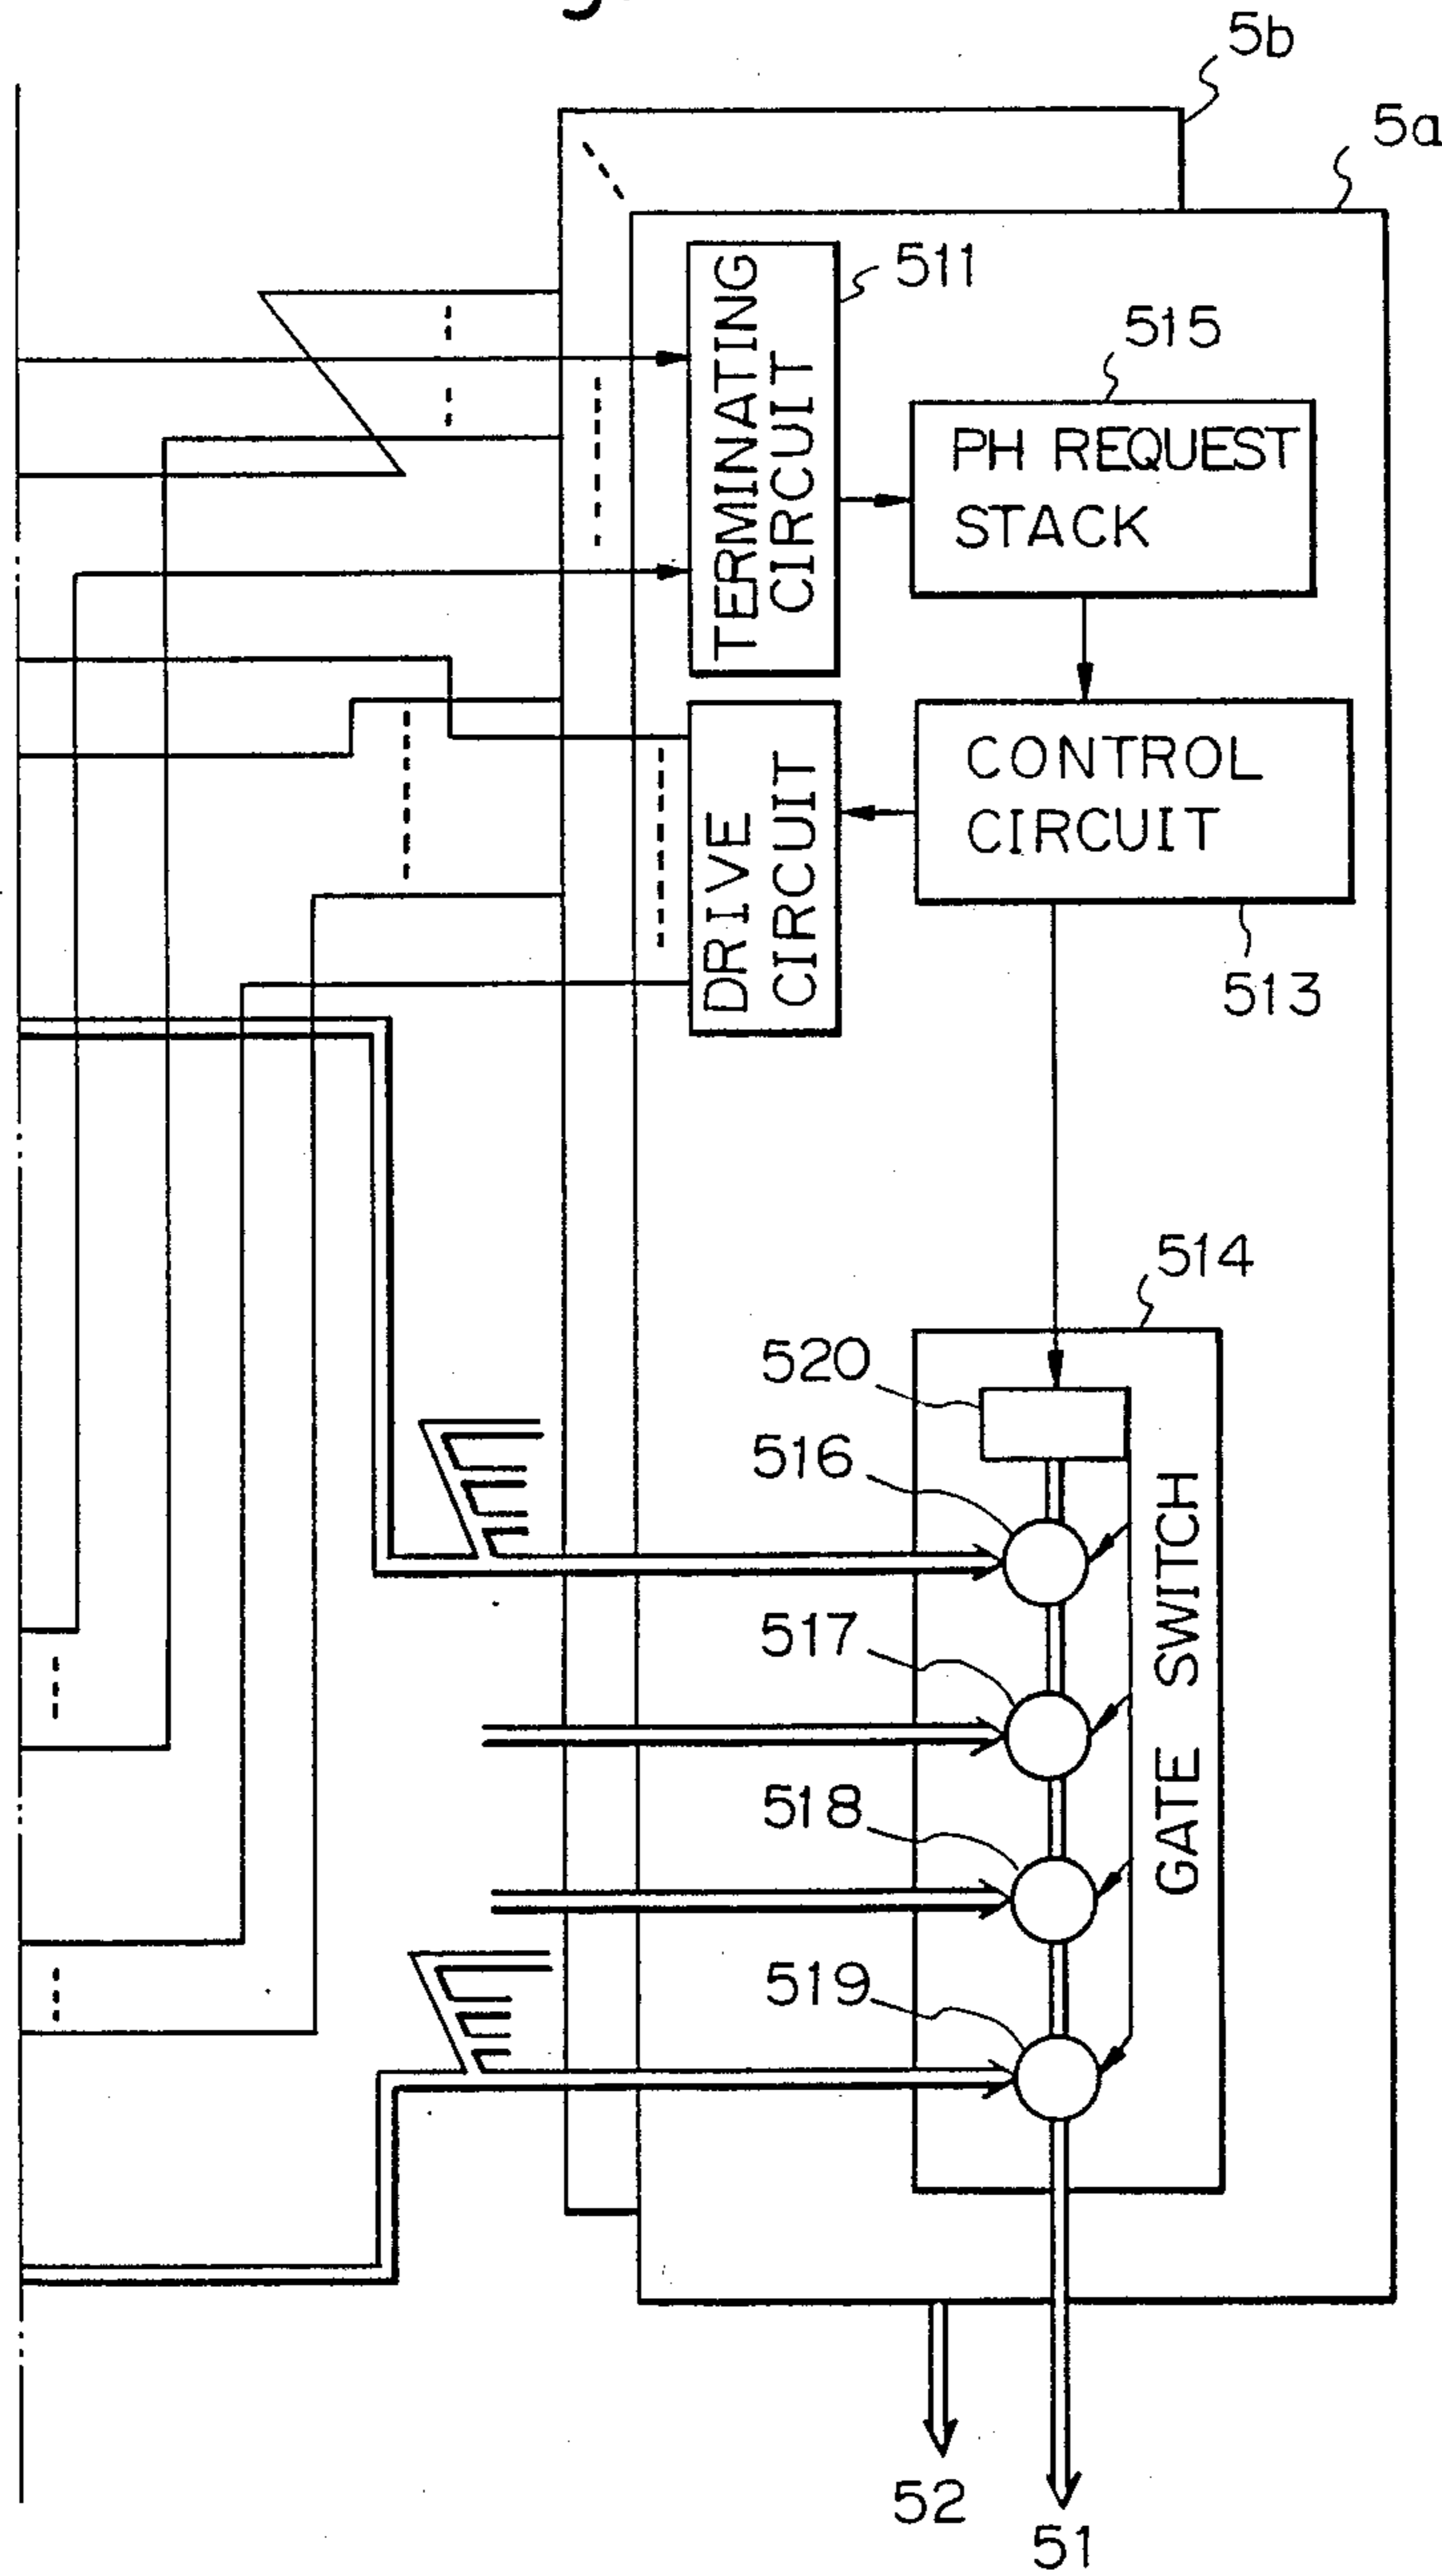 5b
5a
511
TERMINATING
CIRCUIT
515
PH REQUEST
STACK
DRIVE
CIRCUIT
CONTROL
CIRCUIT
513
514
520
516
517
518
519
GATE SWITCH
52
51